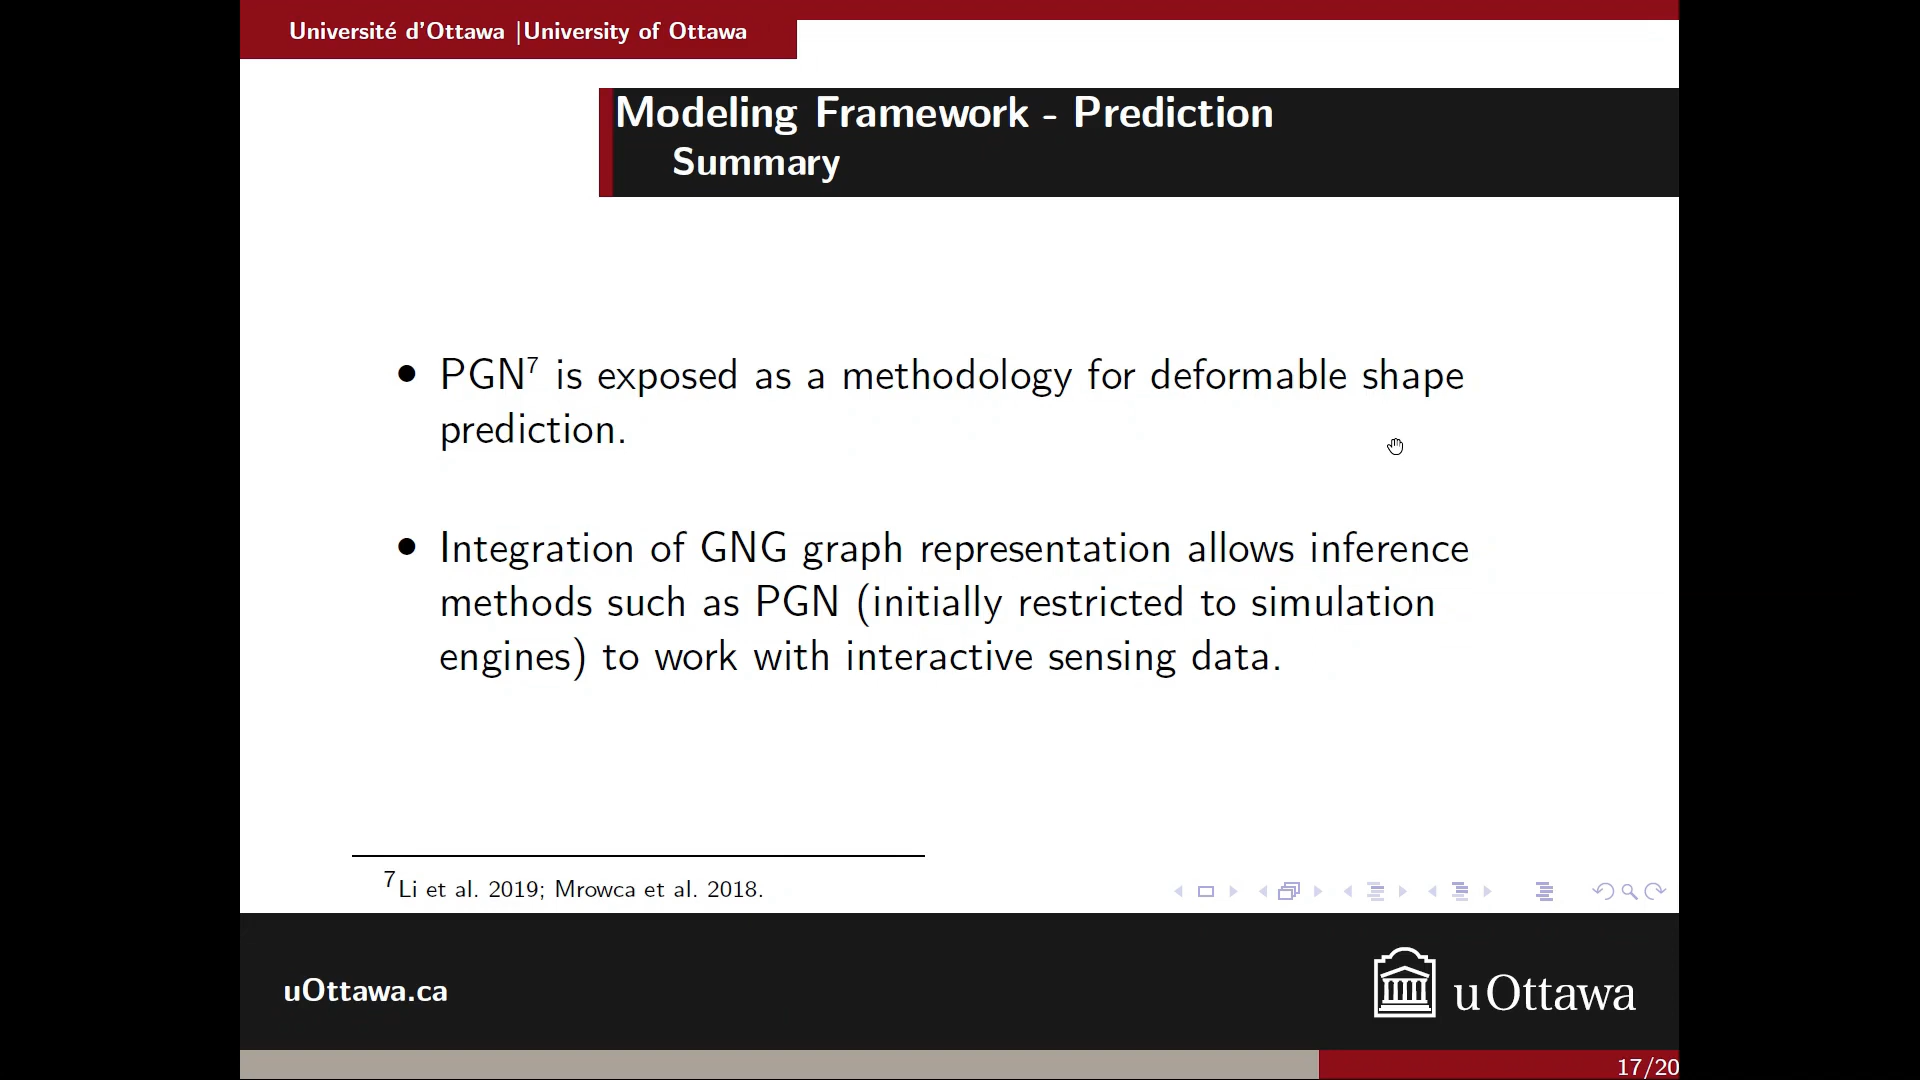 Université d'Ottawa |University of Ottawa
Modeling Framework - Prediction
Summary
• PGN⁷ is exposed as a methodology for deformable shape
prediction.
• Integration of GNG graph representation allows inference
methods such as PGN (initially restricted to simulation
engines) to work with interactive sensing data.
⁷Li et al. 2019; Mrowca et al. 2018.
uOttawa.ca
uOttawa
17/20